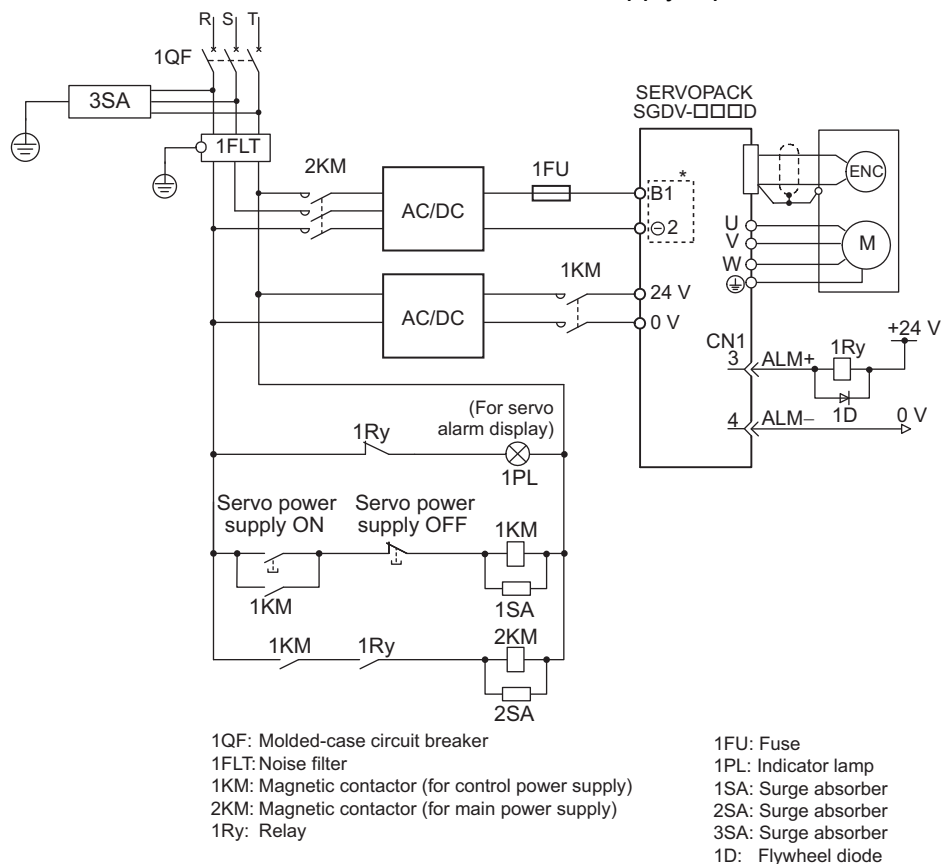 R S T
1QF
3SA
1FLT
2KM
AC/DC
1FU
SERVOPACK
SGDV-□□□D
B1
*
⊖2
ENC
U
V
W
M
AC/DC
1KM
24 V
0 V
CN1
3
ALM+
1Ry
+24 V
1D
4
ALM−
0 V
1Ry
(For servo
alarm display)
1PL
Servo power
supply ON
Servo power
supply OFF
1KM
1KM
1SA
1KM
1Ry
2KM
2SA
1QF: Molded-case circuit breaker
1FLT: Noise filter
1KM: Magnetic contactor (for control power supply)
2KM: Magnetic contactor (for main power supply)
1Ry: Relay
1FU: Fuse
1PL: Indicator lamp
1SA: Surge absorber
2SA: Surge absorber
3SA: Surge absorber
1D: Flywheel diode